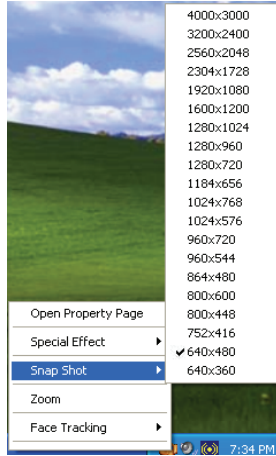 4000x3000
3200x2400
2560x2048
2304x1728
1920x1080
1600x1200
1280x1024
1280x960
1280x720
1184x656
1024x768
1024x576
960x720
960x544
864x480
800x600
800x448
752x416
640x480
640x360
Open Property Page
Special Effect
Snap Shot
Zoom
Face Tracking
7:34 PM